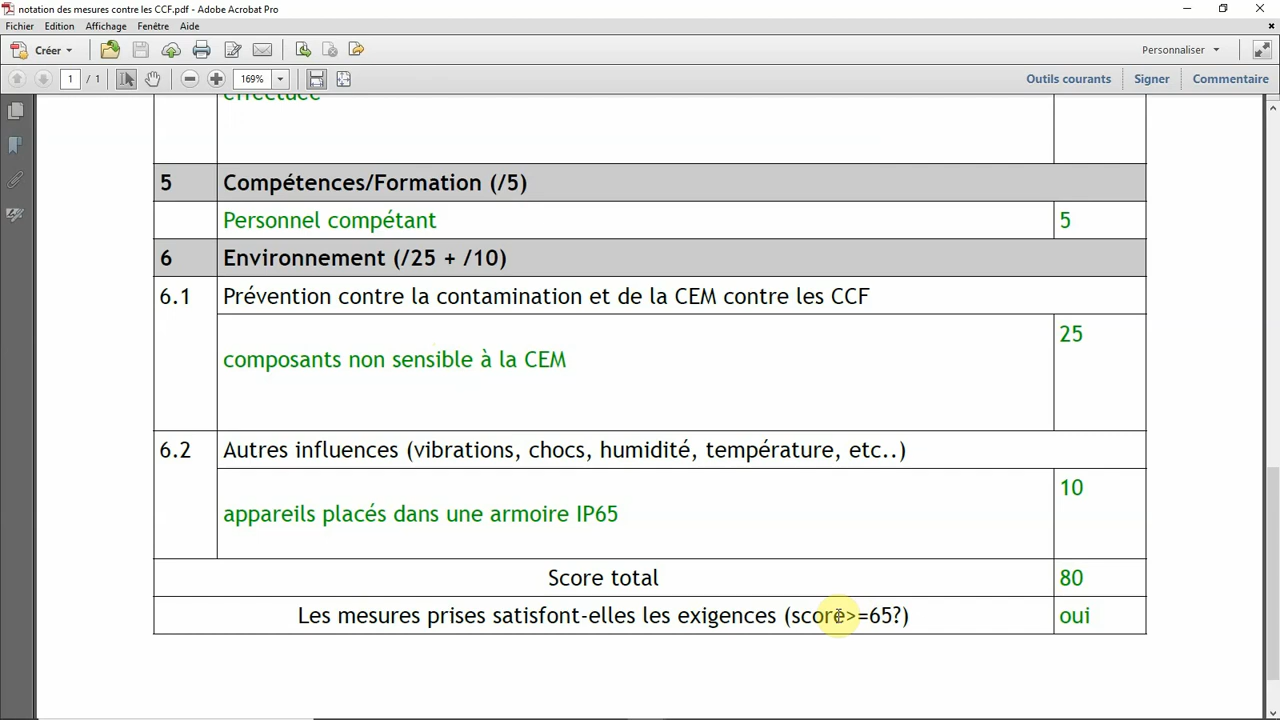 notation des mesures contre les CCF.pdf - Adobe Acrobat Pro
Fichier Edition Affichage Fenêtre Aide
Créer
Personnaliser
1 / 1
169%
Outils courants Signer Commentaire
effectuée
5 Compétences/Formation (/5)
Personnel compétant 5
6 Environnement (/25 + /10)
6.1 Prévention contre la contamination et de la CEM contre les CCF
25
composants non sensible à la CEM
6.2 Autres influences (vibrations, chocs, humidité, température, etc..)
10
appareils placés dans une armoire IP65
Score total 80
Les mesures prises satisfont-elles les exigences (score>=65?) oui